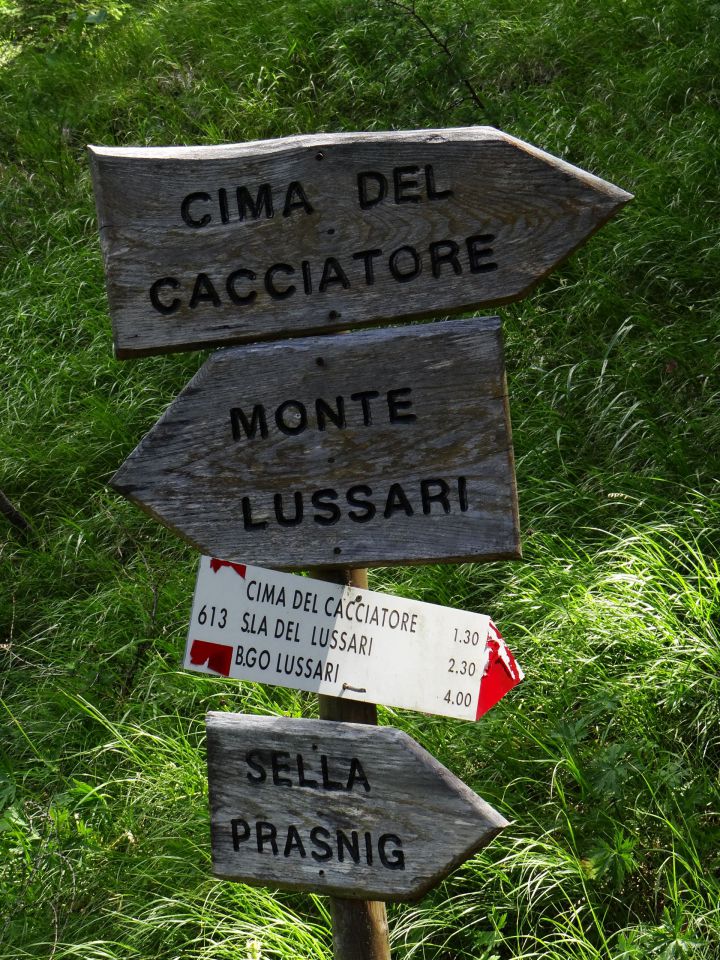 CIMA DEL
CACCIATORE
MONTE
LUSSARI
CIMA DEL CACCIATORE 1.30
613 S.LA DEL LUSSARI 2.30
B.GO LUSSARI 4.00
SELLA
PRASNIG